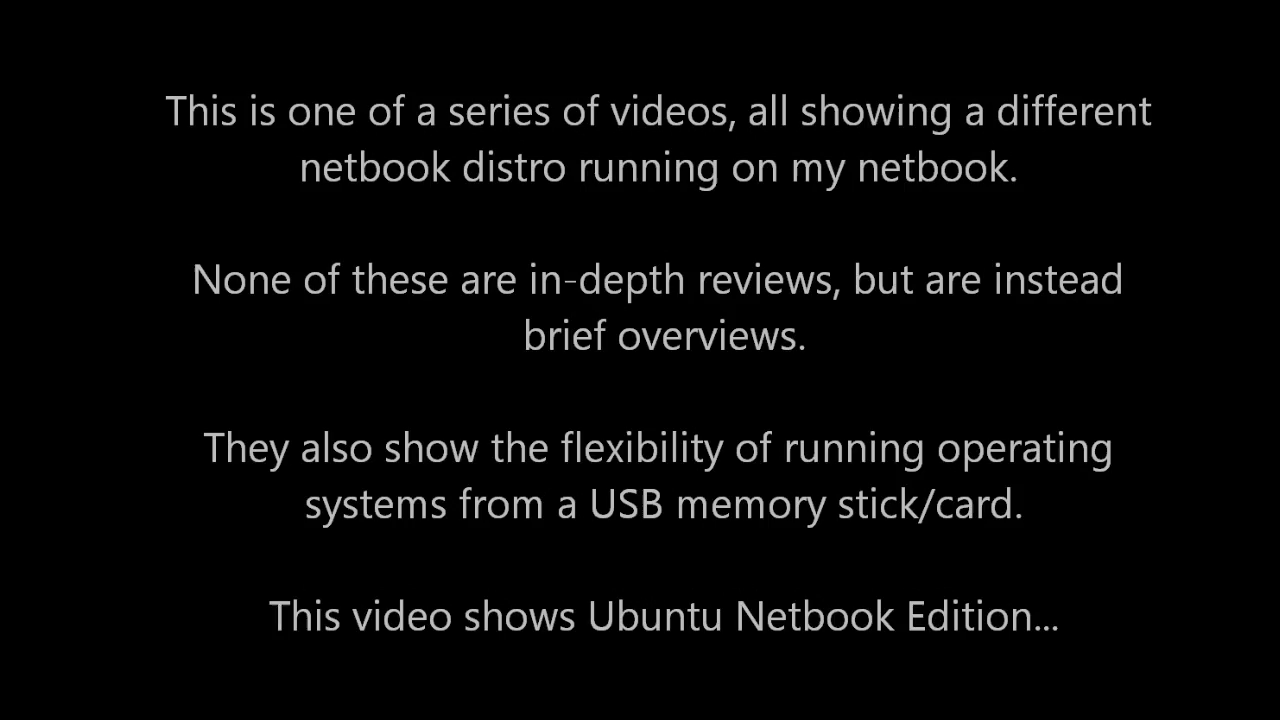 This is one of a series of videos, all showing a different
netbook distro running on my netbook.
None of these are in-depth reviews, but are instead
brief overviews.
They also show the flexibility of running operating
systems from a USB memory stick/card.
This video shows Ubuntu Netbook Edition...